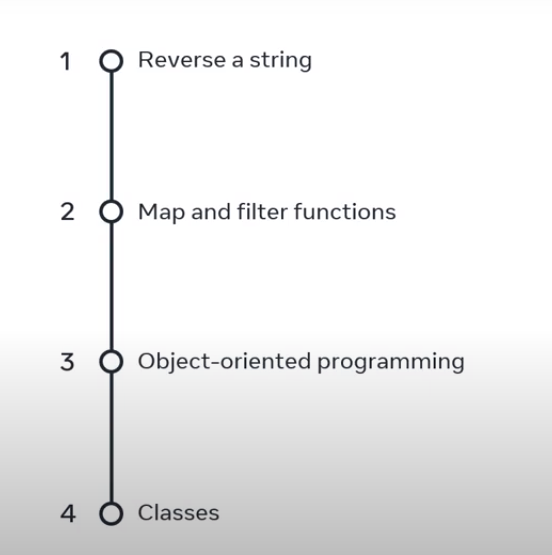 1 Reverse a string
2 Map and filter functions
3 Object-oriented programming
4 Classes